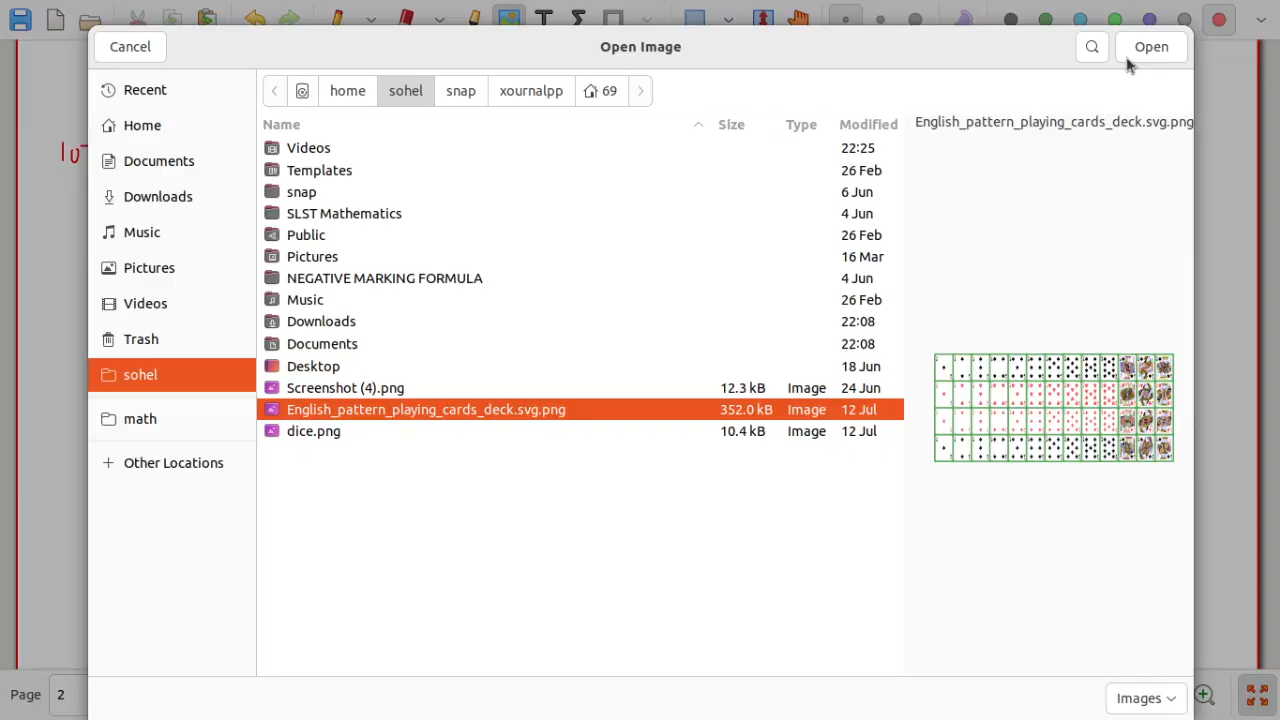 Cancel
Open Image
Open
Recent
Home
Documents
Downloads
Music
Pictures
Videos
Trash
sohel
math
Other Locations
home sohel snap xournalpp 69
Name Size Type Modified
Videos 22:25
Templates 26 Feb
snap 6 Jun
SLST Mathematics 4 Jun
Public 26 Feb
Pictures 16 Mar
NEGATIVE MARKING FORMULA 4 Jun
Music 26 Feb
Downloads 22:08
Documents 22:08
Desktop 18 Jun
Screenshot (4).png 12.3 kB Image 24 Jun
English_pattern_playing_cards_deck.svg.png 352.0 kB Image 12 Jul
dice.png 10.4 kB Image 12 Jul
English_pattern_playing_cards_deck.svg.png
Images
Page 2